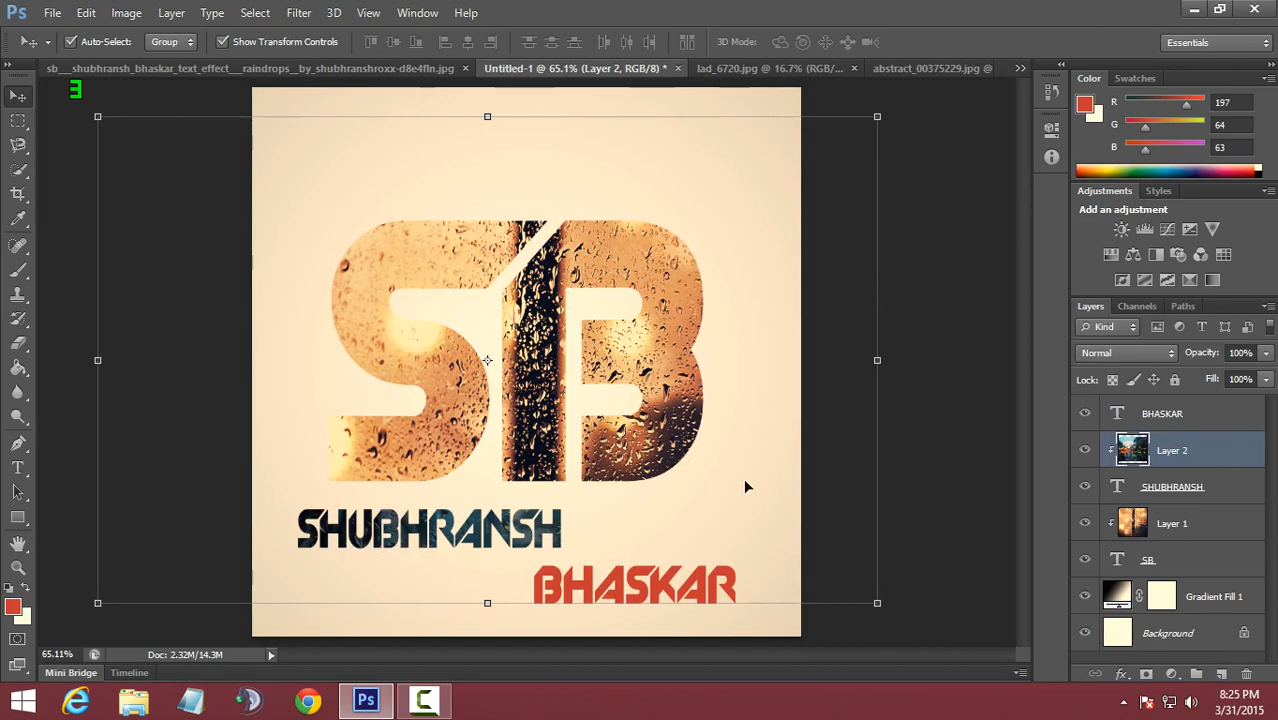 Ps File Edit Image Layer Type Select Filter 3D View Window Help
Auto-Select: Group Show Transform Controls 3D Mode: Essentials
sb___shubhransh_bhaskar_text_effect___raindrops__by_shubhranshroxx-d8e4fln.jpg × Untitled-1 @ 65.1% (Layer 2, RGB/8) * × lad_6720.jpg @ 16.7% (RGB/... × abstract_00375229.jpg @
3
Color Swatches
R 197
G 64
B 63
Adjustments Styles
Add an adjustment
Layers Channels Paths
Kind
Normal Opacity: 100%
Lock: Fill: 100%
T BHASKAR
Layer 2
T SHUBHRANSH
Layer 1
T SB
Gradient Fill 1
Background
SB
SHUBHRANSH
BHASKAR
65.11% Doc: 2.32M/14.3M
Mini Bridge Timeline
Ps C
8:25 PM
3/31/2015